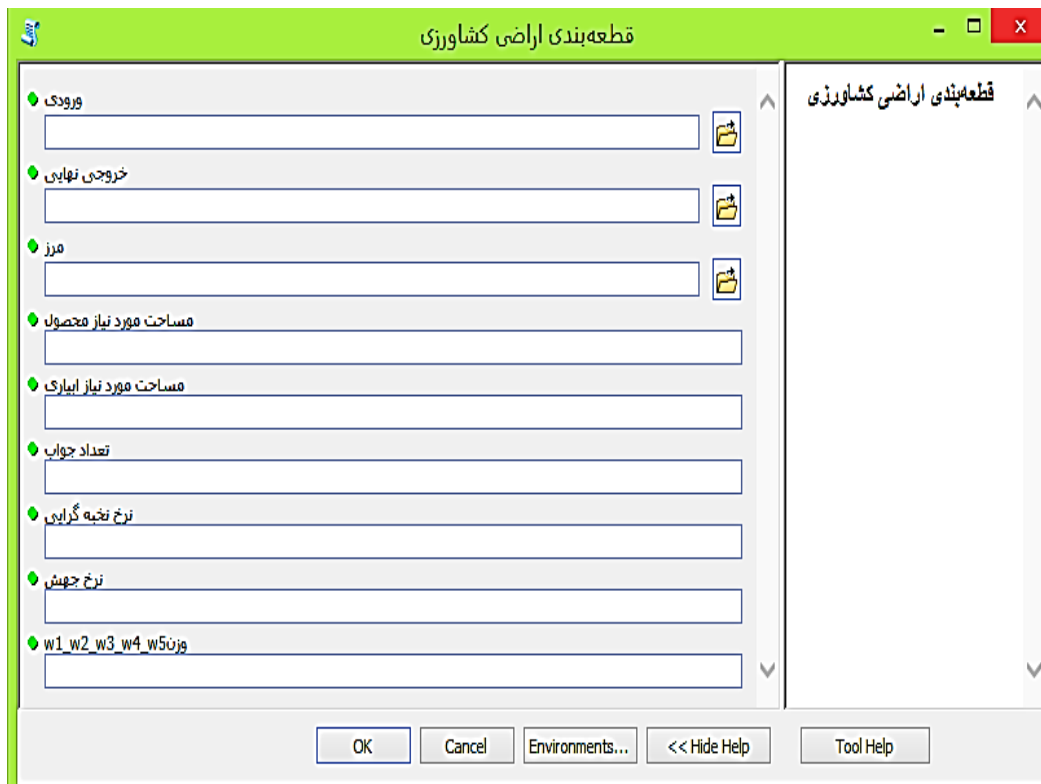 قطعه‌بندی اراضی کشاورزی
قطعه‌بندی اراضی کشاورزی
ورودی
خروجی نهایی
مرز
مساحت مورد نیاز محصول
مساحت مورد نیاز ابیاری
تعداد جواب
نرخ نخبه گرایی
نرخ جهش
وزنw1_w2_w3_w4_w5
OK
Cancel
Environments...
<< Hide Help
Tool Help